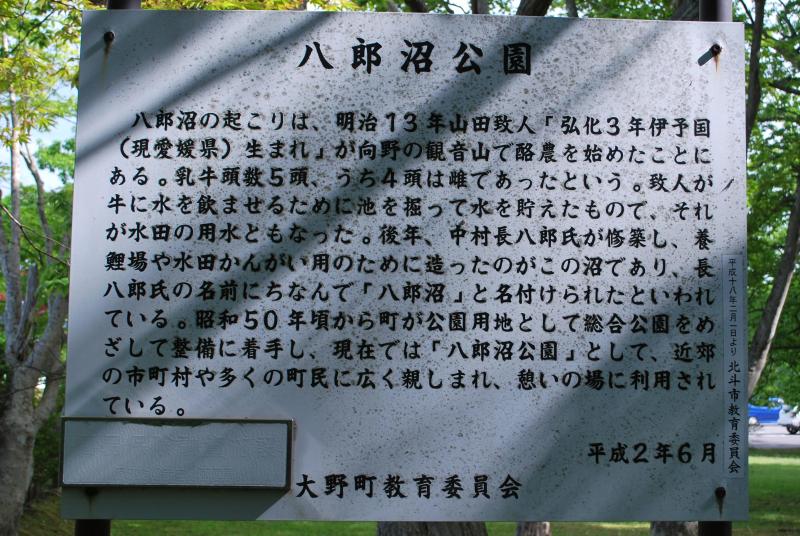 八郎沼公園
八郎沼の起こりは、明治13年山田致人「弘化3年伊予国
（現愛媛県）生まれ」が向野の観音山で酪農を始めたことに
ある。乳牛頭数5頭、うち4頭は雌であったという。致人が
牛に水を飲ませるために池を掘って水を貯えたもので、それ
が水田の用水ともなった。後年、中村長八郎氏が修築し、養
鯉場や水田かんがい用のために造ったのがこの沼であり、長
八郎氏の名前にちなんで「八郎沼」と名付けられたといわれ
ている。昭和50年頃から町が公園用地として総合公園をめ
ざして整備に着手し、現在では「八郎沼公園」として、近郊
の市町村や多くの町民に広く親しまれ、憩いの場に利用され
ている。
平成2年6月
大野町教育委員会
平成十八年二月一日より 北斗市教育委員会